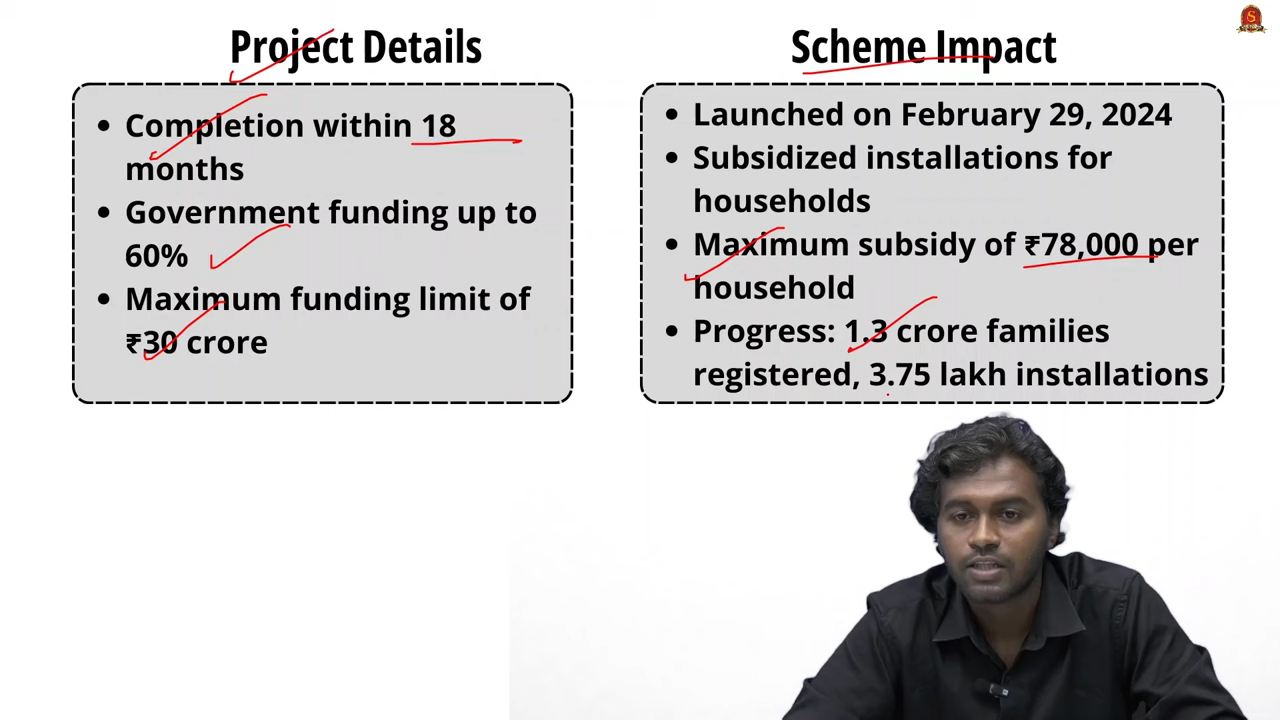 Project Details
Completion within 18
months
Government funding up to
60%
Maximum funding limit of
₹30 crore
Scheme Impact
Launched on February 29, 2024
Subsidized installations for
households
Maximum subsidy of ₹78,000 per
household
Progress: 1.3 crore families
registered, 3.75 lakh installations